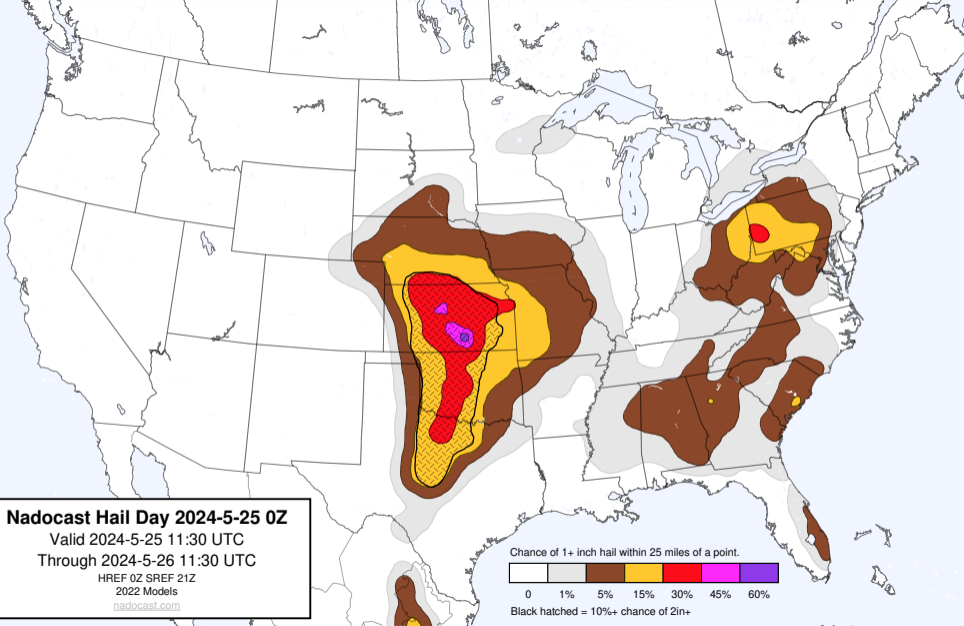 Nadocast Hail Day 2024-5-25 0Z
Valid 2024-5-25 11:30 UTC
Through 2024-5-26 11:30 UTC
HREF 0Z SREF 21Z
2022 Models
nadocast.com
Chance of 1+ inch hail within 25 miles of a point.
0 1% 5% 15% 30% 45% 60%
Black hatched = 10%+ chance of 2in+